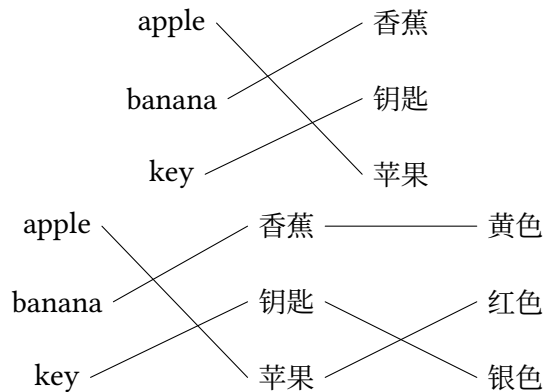 apple 香蕉
banana 钥匙
key 苹果
apple 香蕉 黄色
banana 钥匙 红色
key 苹果 银色